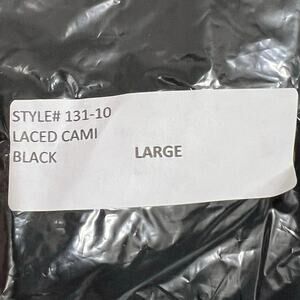 STYLE# 131-10
LACED CAMI
BLACK LARGE